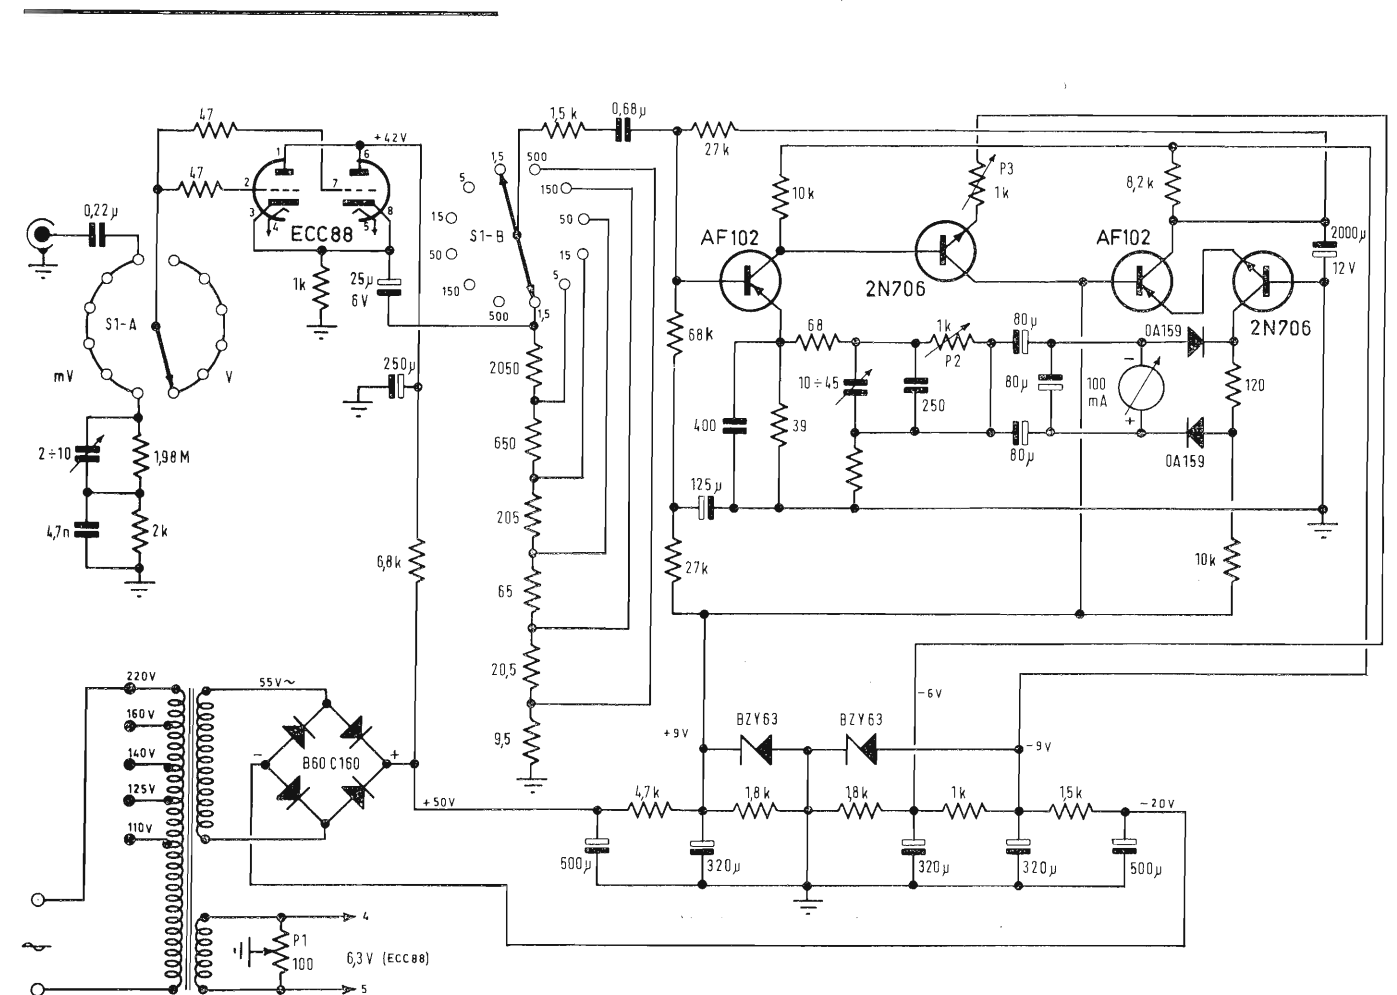 47
47
+42V
1
6
2
7
3
4
5
8
ECC88
0,22μ
1k
25μ
6V
S1-A
mV
V
2÷10
1,98M
4,7n
2k
250μ
6,8k
1,5k
0,68μ
27k
1,5
500
5
150
15
50
S1-B
50
15
150
5
500
1,5
2050
650
205
65
20,5
9,5
10k
P3
1k
8,2k
AF102
2N706
AF102
2N706
2000μ
12V
68k
68
1k
P2
80μ
0A159
10÷45
250
80μ
100
mA
−
+
120
400
39
80μ
0A159
125μ
27k
10k
220V
160V
140V
125V
110V
55V~
−
+
B60 C160
+50V
+9V
BZY63
BZY63
-6V
-9V
4,7k
1,8k
1,8k
1k
1,5k
-20V
500μ
320μ
320μ
320μ
500μ
4
P1
100
6,3V (ECC88)
5